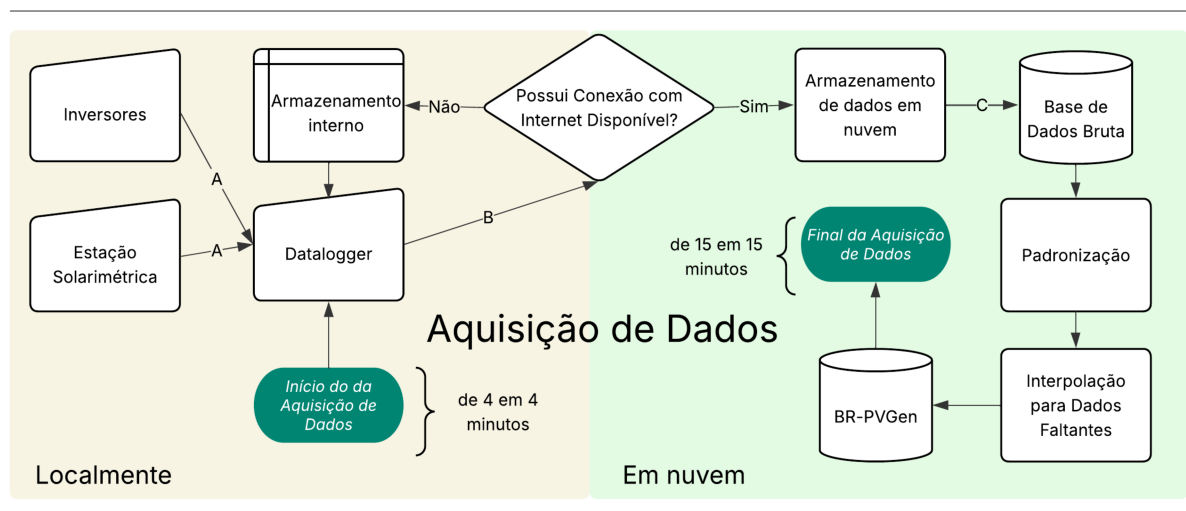 Inversores
A
Estação
Solarimétrica
A
Armazenamento
interno
Datalogger
Não
B
Possui Conexão com
Internet Disponível?
Sim
Armazenamento
de dados em
nuvem
C
Base de
Dados Bruta
Padronização
Interpolação
para Dados
Faltantes
BR-PVGen
Final da Aquisição
de Dados
de 15 em 15
minutos
Aquisição de Dados
Início do da
Aquisição de
Dados
de 4 em 4
minutos
Localmente
Em nuvem